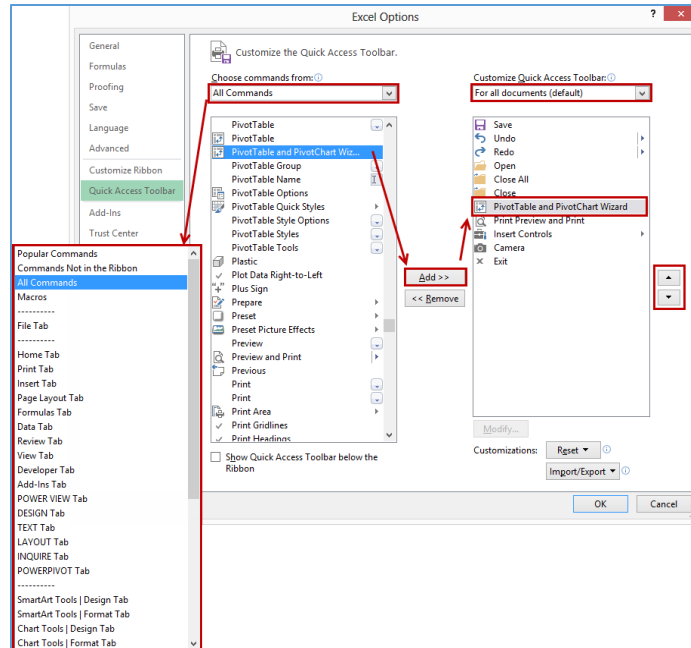 Excel Options
?
×
General
Formulas
Proofing
Save
Language
Advanced
Customize Ribbon
Quick Access Toolbar
Add-Ins
Trust Center
Customize the Quick Access Toolbar.
Choose commands from:
All Commands
PivotTable
PivotTable
PivotTable and PivotChart Wiz...
PivotTable Group
PivotTable Name
PivotTable Options
PivotTable Quick Styles
PivotTable Style Options
PivotTable Styles
PivotTable Tools
Plastic
Plot Data Right-to-Left
Plus Sign
Prepare
Preset
Preset Picture Effects
Preview
Preview and Print
Previous
Print
Print
Print Area
Print Gridlines
Print Headings
Show Quick Access Toolbar below the
Ribbon
Add >>
<< Remove
Customize Quick Access Toolbar:
For all documents (default)
Save
Undo
Redo
Open
Close All
Close
PivotTable and PivotChart Wizard
Print Preview and Print
Insert Controls
Camera
Exit
Modify...
Customizations:
Reset
Import/Export
OK
Cancel
Popular Commands
Commands Not in the Ribbon
All Commands
Macros
----------
File Tab
----------
Home Tab
Print Tab
Insert Tab
Page Layout Tab
Formulas Tab
Data Tab
Review Tab
View Tab
Developer Tab
Add-Ins Tab
POWER VIEW Tab
DESIGN Tab
TEXT Tab
LAYOUT Tab
INQUIRE Tab
POWERPIVOT Tab
----------
SmartArt Tools | Design Tab
SmartArt Tools | Format Tab
Chart Tools | Design Tab
Chart Tools | Format Tab